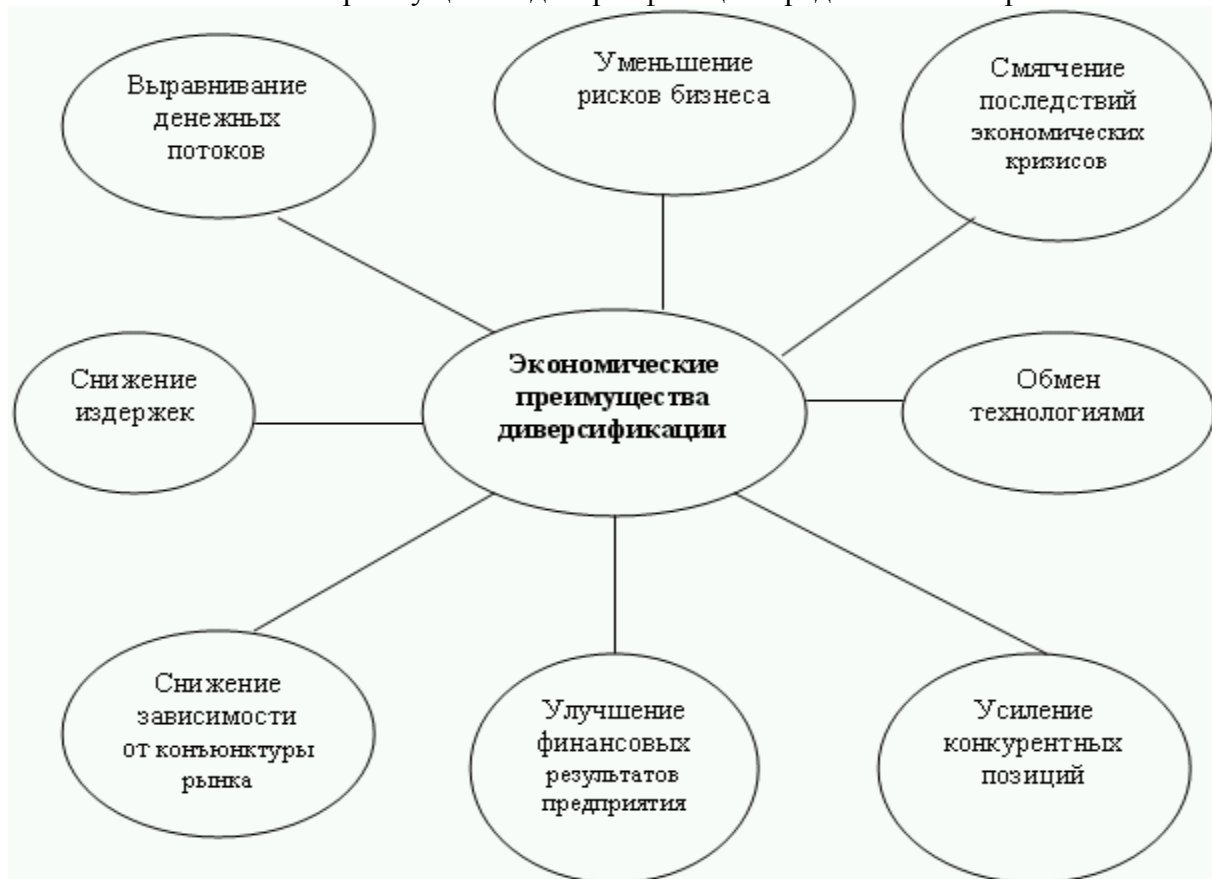 Выравнивание
денежных
потоков
Уменьшение
рисков бизнеса
Смягчение
последствий
экономических
кризисов
Снижение
издержек
Экономические
преимущества
диверсификации
Обмен
технологиями
Снижение
зависимости
от конъюнктуры
рынка
Улучшение
финансовых
результатов
предприятия
Усиление
конкурентных
позиций